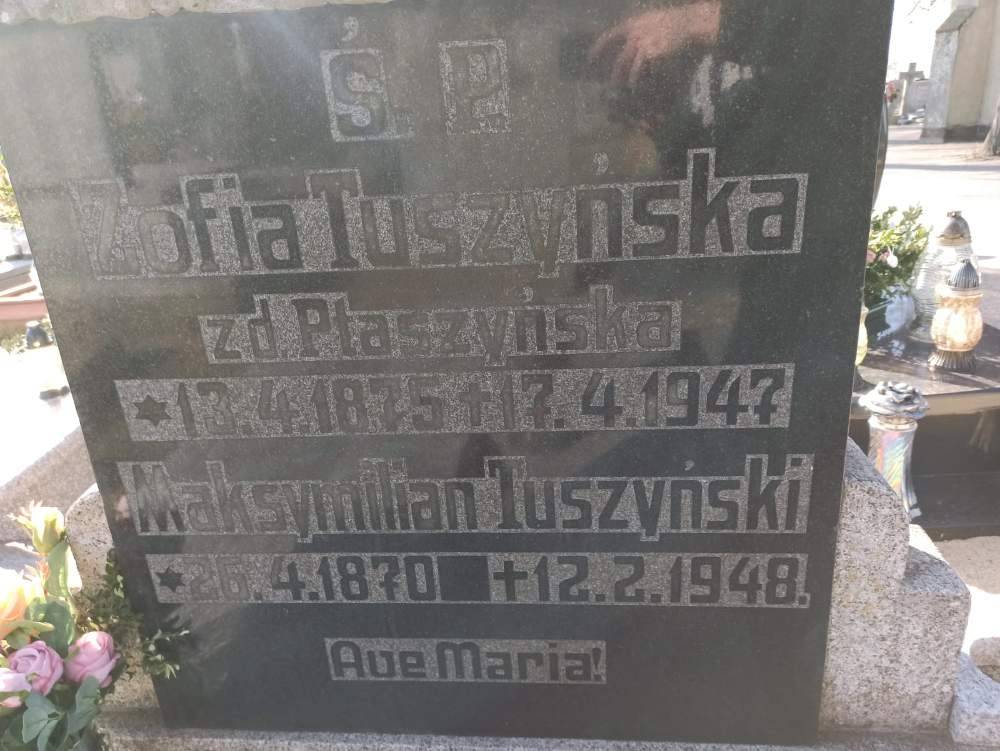 Ś. P.
Zofia Tuszyńska
zd Płaszyńska
* 13.4.1875 † 17.4.1947
Maksymilian Tuszyński
* 26.4.1870 † 12.2.1948.
Ave Maria!